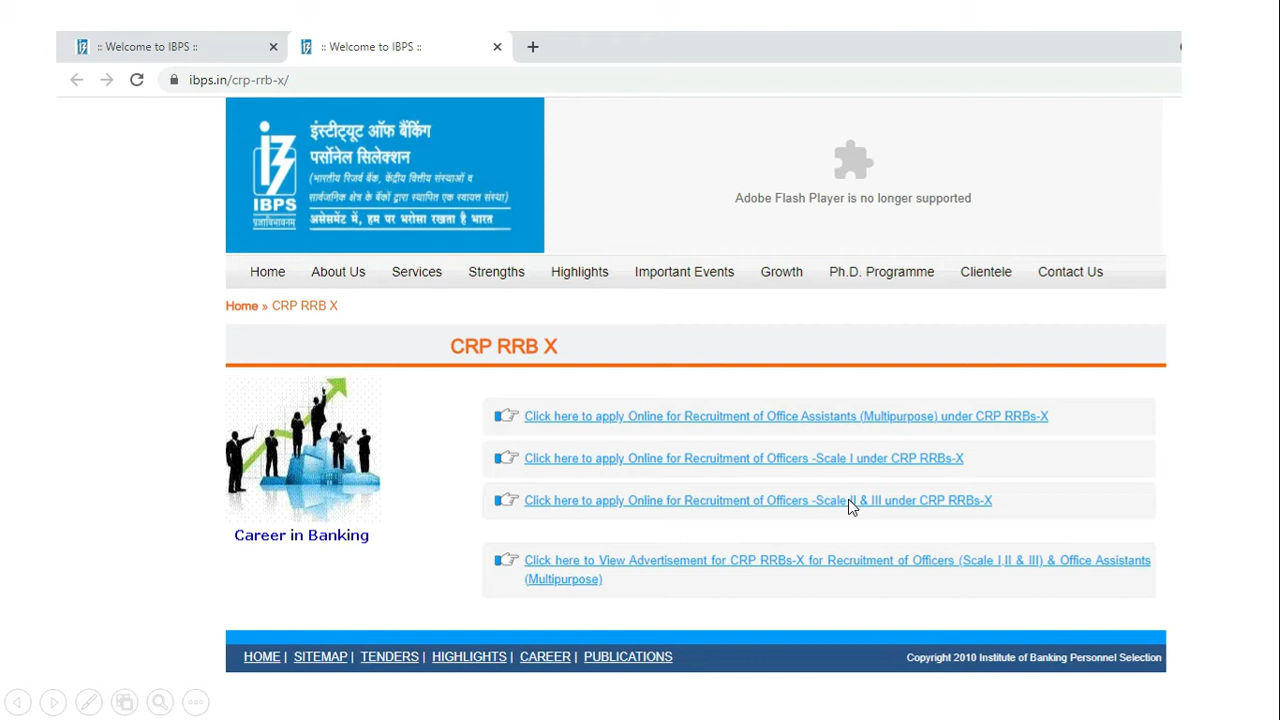 :: Welcome to IBPS ::
:: Welcome to IBPS ::
ibps.in/crp-rrb-x/
इंस्टीट्यूट ऑफ बैंकिंग
पर्सोनेल सिलेक्शन
(भारतीय रिजर्व बैंक, केंद्रीय वित्तीय संस्थाओं व
सार्वजनिक क्षेत्र के बैंकों द्वारा स्थापित एक स्वायत्त संस्था)
असेसमेंट में, हम पर भरोसा रखता है भारत
IBPS
Adobe Flash Player is no longer supported
Home About Us Services Strengths Highlights Important Events Growth Ph.D. Programme Clientele Contact Us
Home » CRP RRB X
CRP RRB X
Click here to apply Online for Recruitment of Office Assistants (Multipurpose) under CRP RRBs-X
Click here to apply Online for Recruitment of Officers -Scale I under CRP RRBs-X
Click here to apply Online for Recruitment of Officers -Scale II & III under CRP RRBs-X
Click here to View Advertisement for CRP RRBs-X for Recruitment of Officers (Scale I,II & III) & Office Assistants
(Multipurpose)
Career in Banking
HOME | SITEMAP | TENDERS | HIGHLIGHTS | CAREER | PUBLICATIONS
Copyright 2010 Institute of Banking Personnel Selection